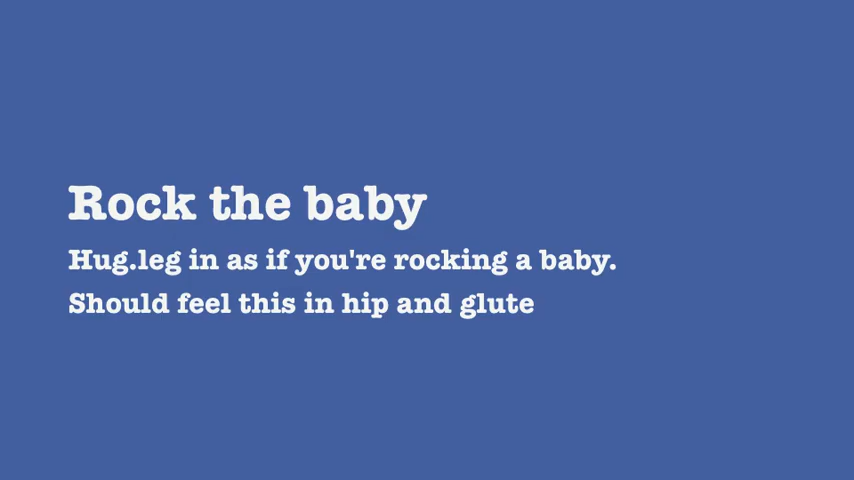 Rock the baby
Hug.leg in as if you're rocking a baby.
Should feel this in hip and glute